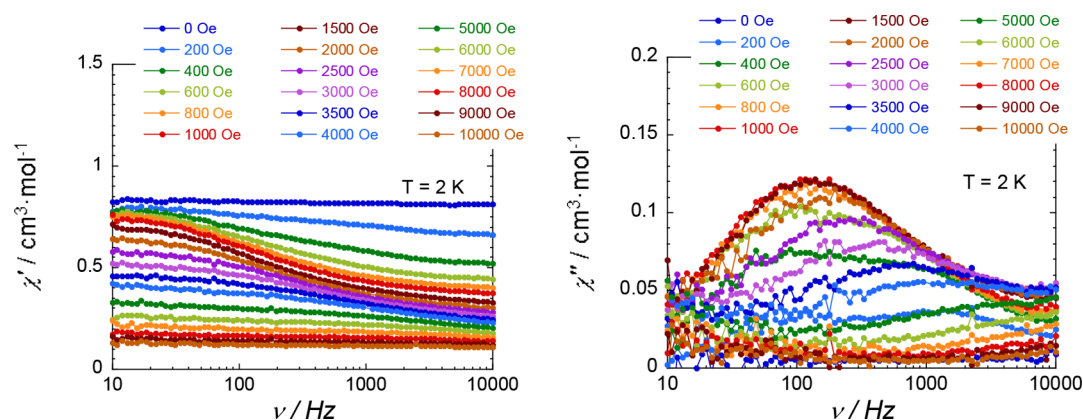 0 Oe 1500 Oe 5000 Oe
200 Oe 2000 Oe 6000 Oe
400 Oe 2500 Oe 7000 Oe
600 Oe 3000 Oe 8000 Oe
800 Oe 3500 Oe 9000 Oe
1000 Oe 4000 Oe 10000 Oe
1.5
1
0.5
0
T = 2 K
χ′ / cm³·mol⁻¹
10 100 1000 10000
ν / Hz
0 Oe 1500 Oe 5000 Oe
200 Oe 2000 Oe 6000 Oe
400 Oe 2500 Oe 7000 Oe
600 Oe 3000 Oe 8000 Oe
800 Oe 3500 Oe 9000 Oe
1000 Oe 4000 Oe 10000 Oe
0.2
0.15
0.1
0.05
0
T = 2 K
χ″ / cm³·mol⁻¹
10 100 1000 10000
ν / Hz